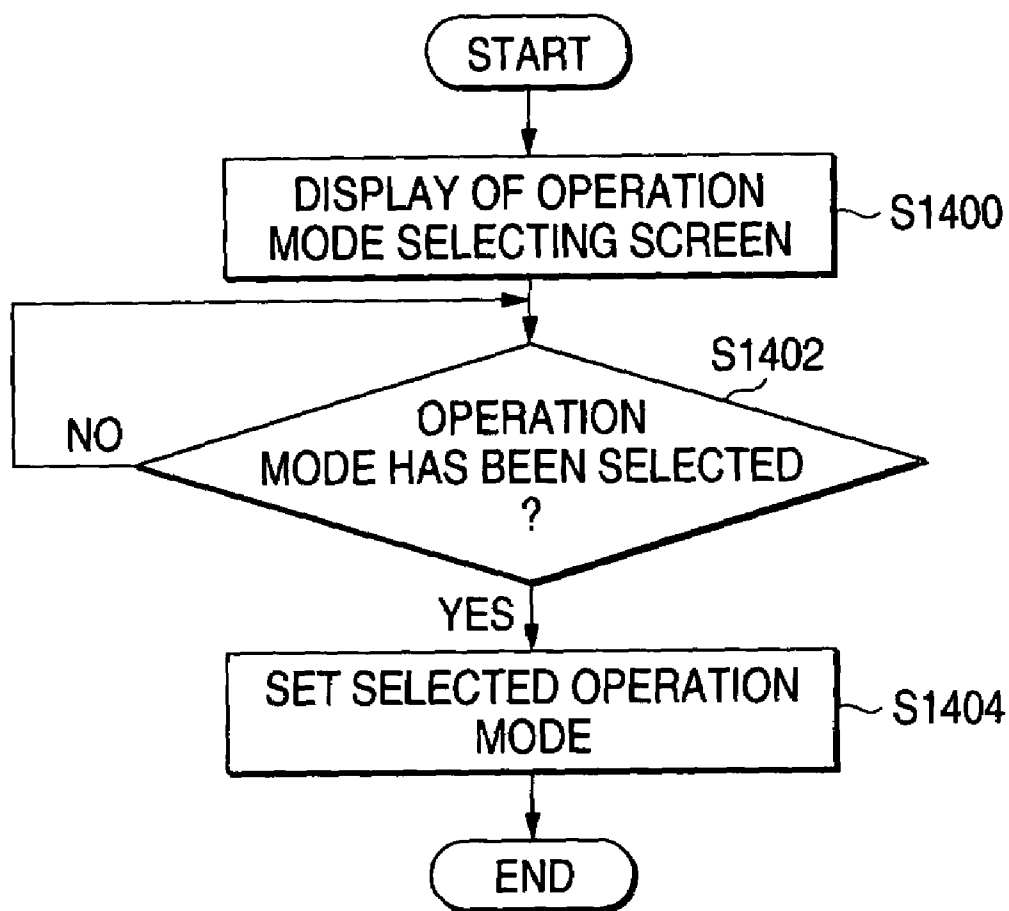 START
DISPLAY OF OPERATION
MODE SELECTING SCREEN
S1400
S1402
OPERATION
MODE HAS BEEN SELECTED
?
NO
YES
SET SELECTED OPERATION
MODE
S1404
END